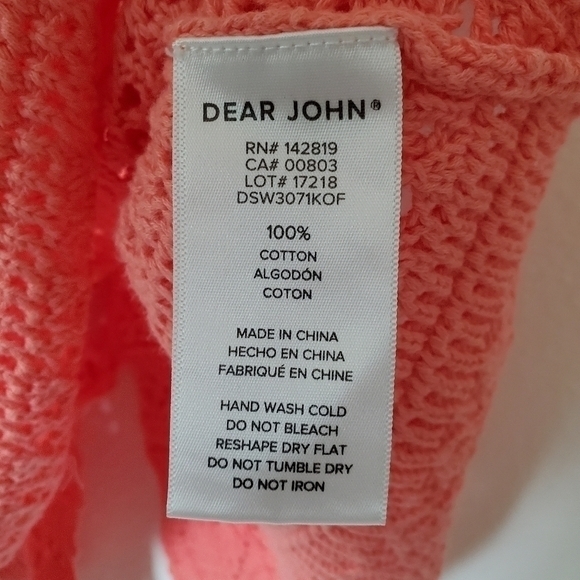 DEAR JOHN®
RN# 142819
CA# 00803
LOT# 17218
DSW3071KOF
100%
COTTON
ALGODÓN
COTON
MADE IN CHINA
HECHO EN CHINA
FABRIQUÉ EN CHINE
HAND WASH COLD
DO NOT BLEACH
RESHAPE DRY FLAT
DO NOT TUMBLE DRY
DO NOT IRON